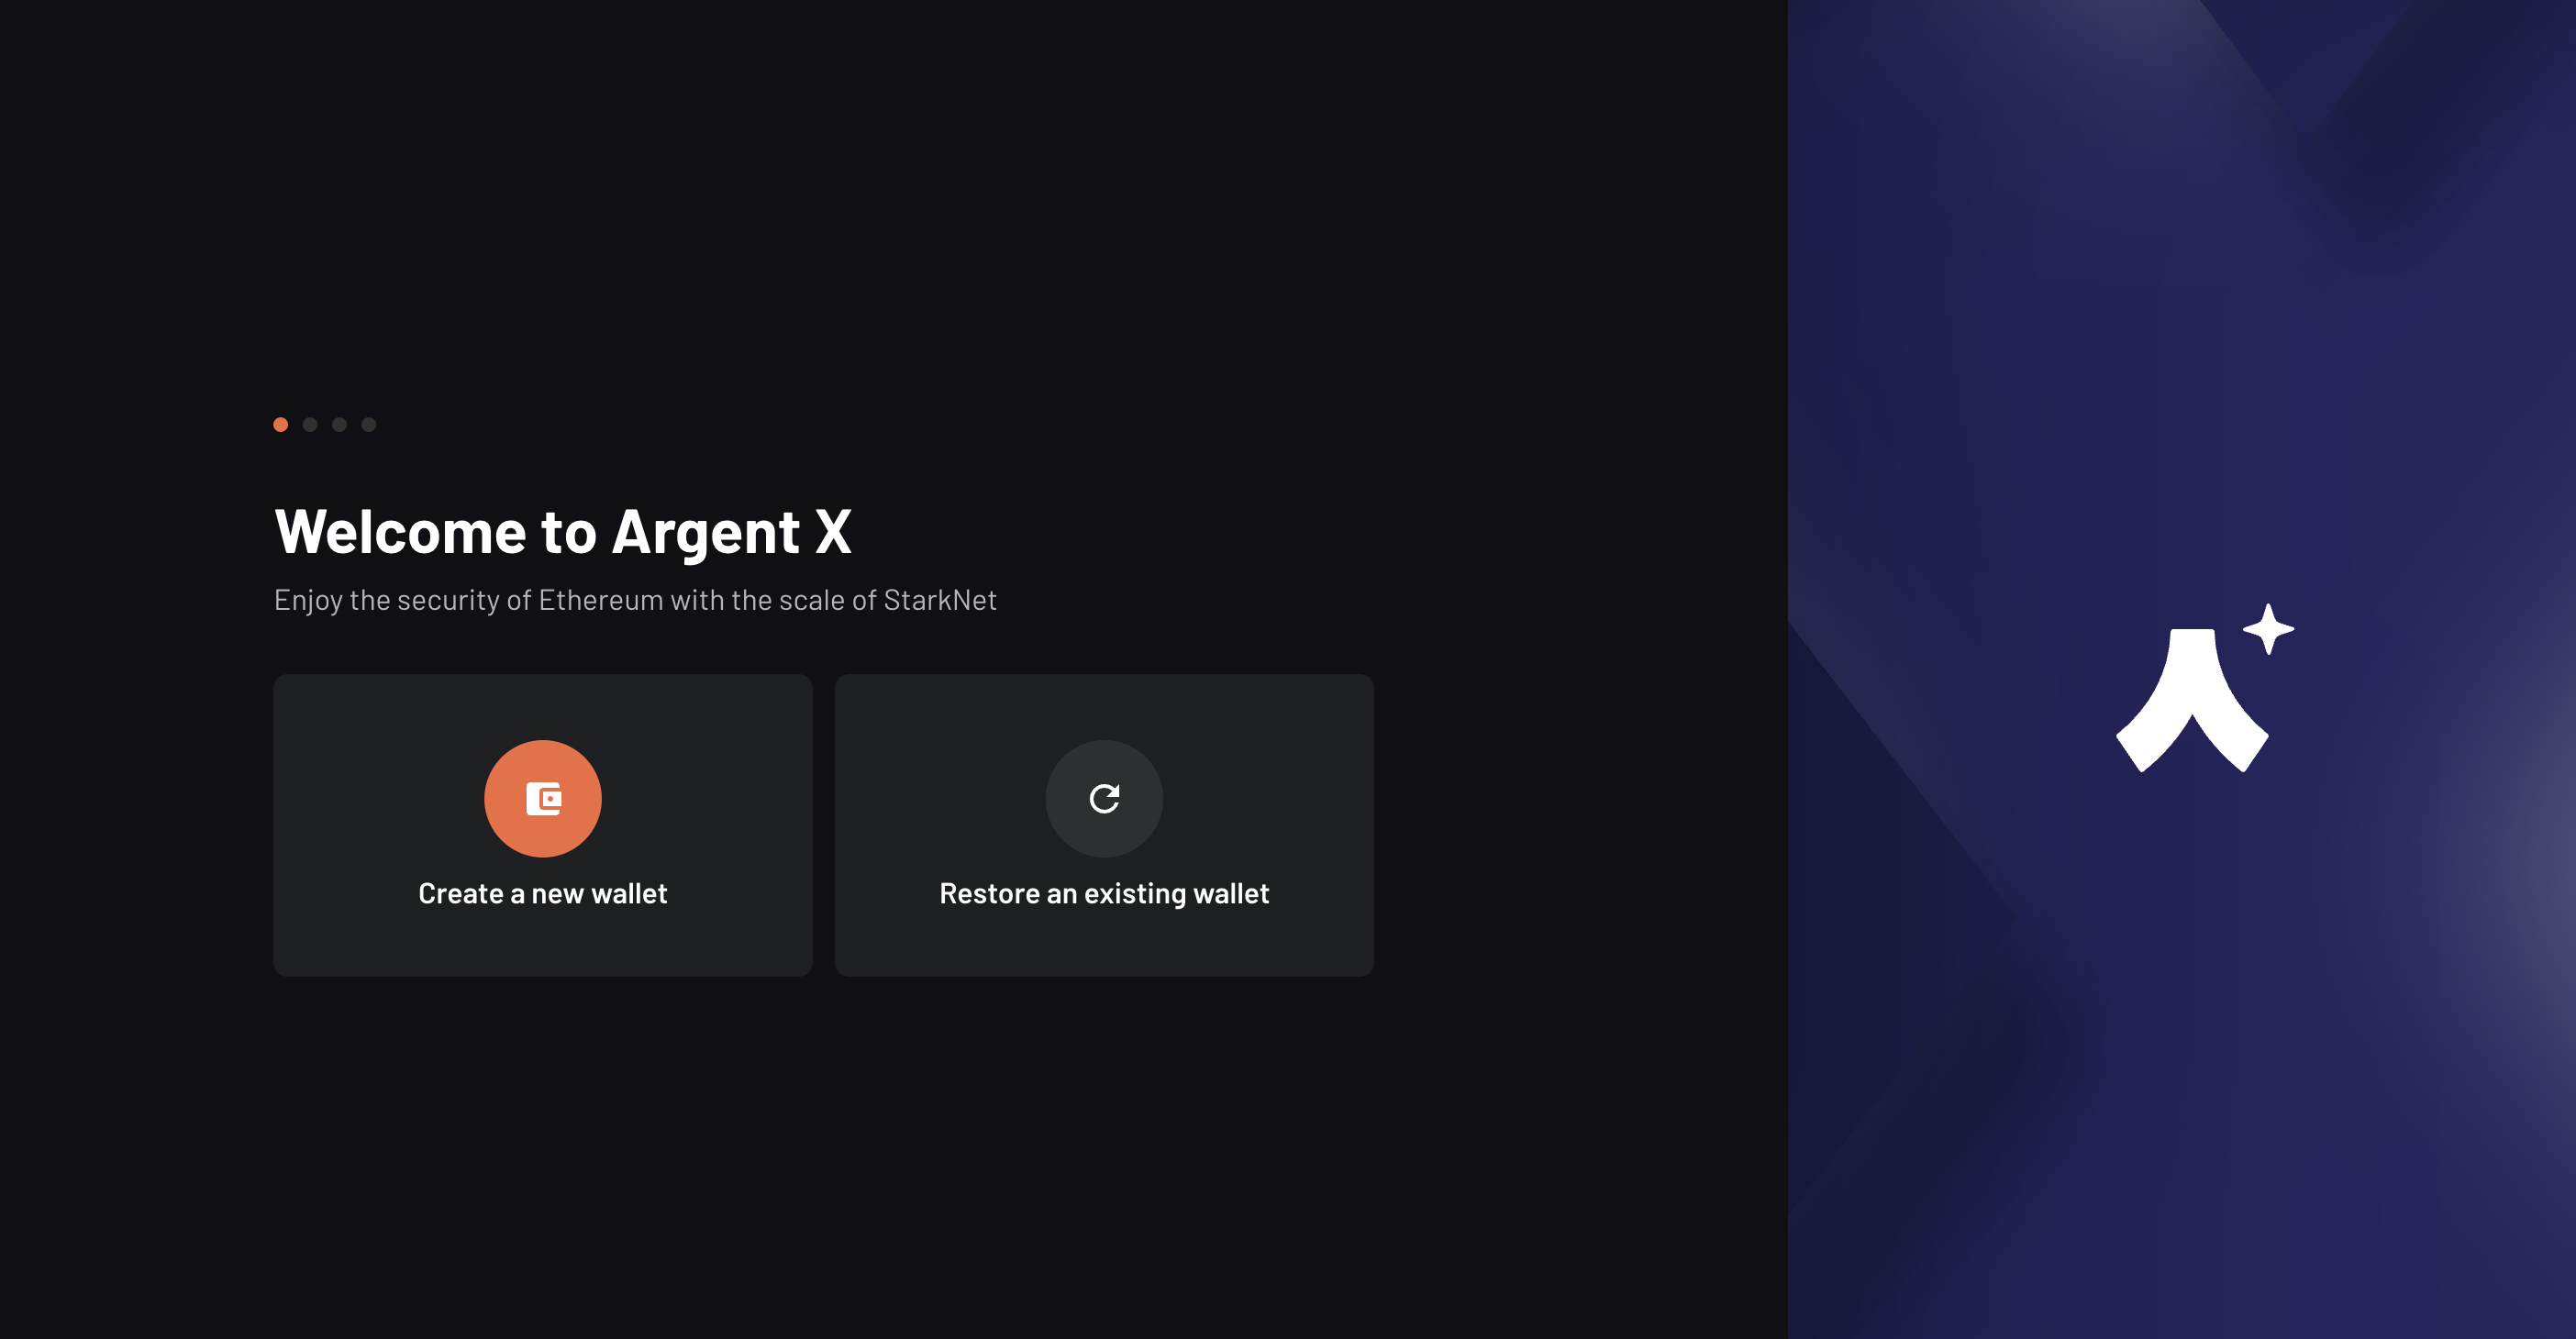 Welcome to Argent X
Enjoy the security of Ethereum with the scale of StarkNet
Create a new wallet
Restore an existing wallet